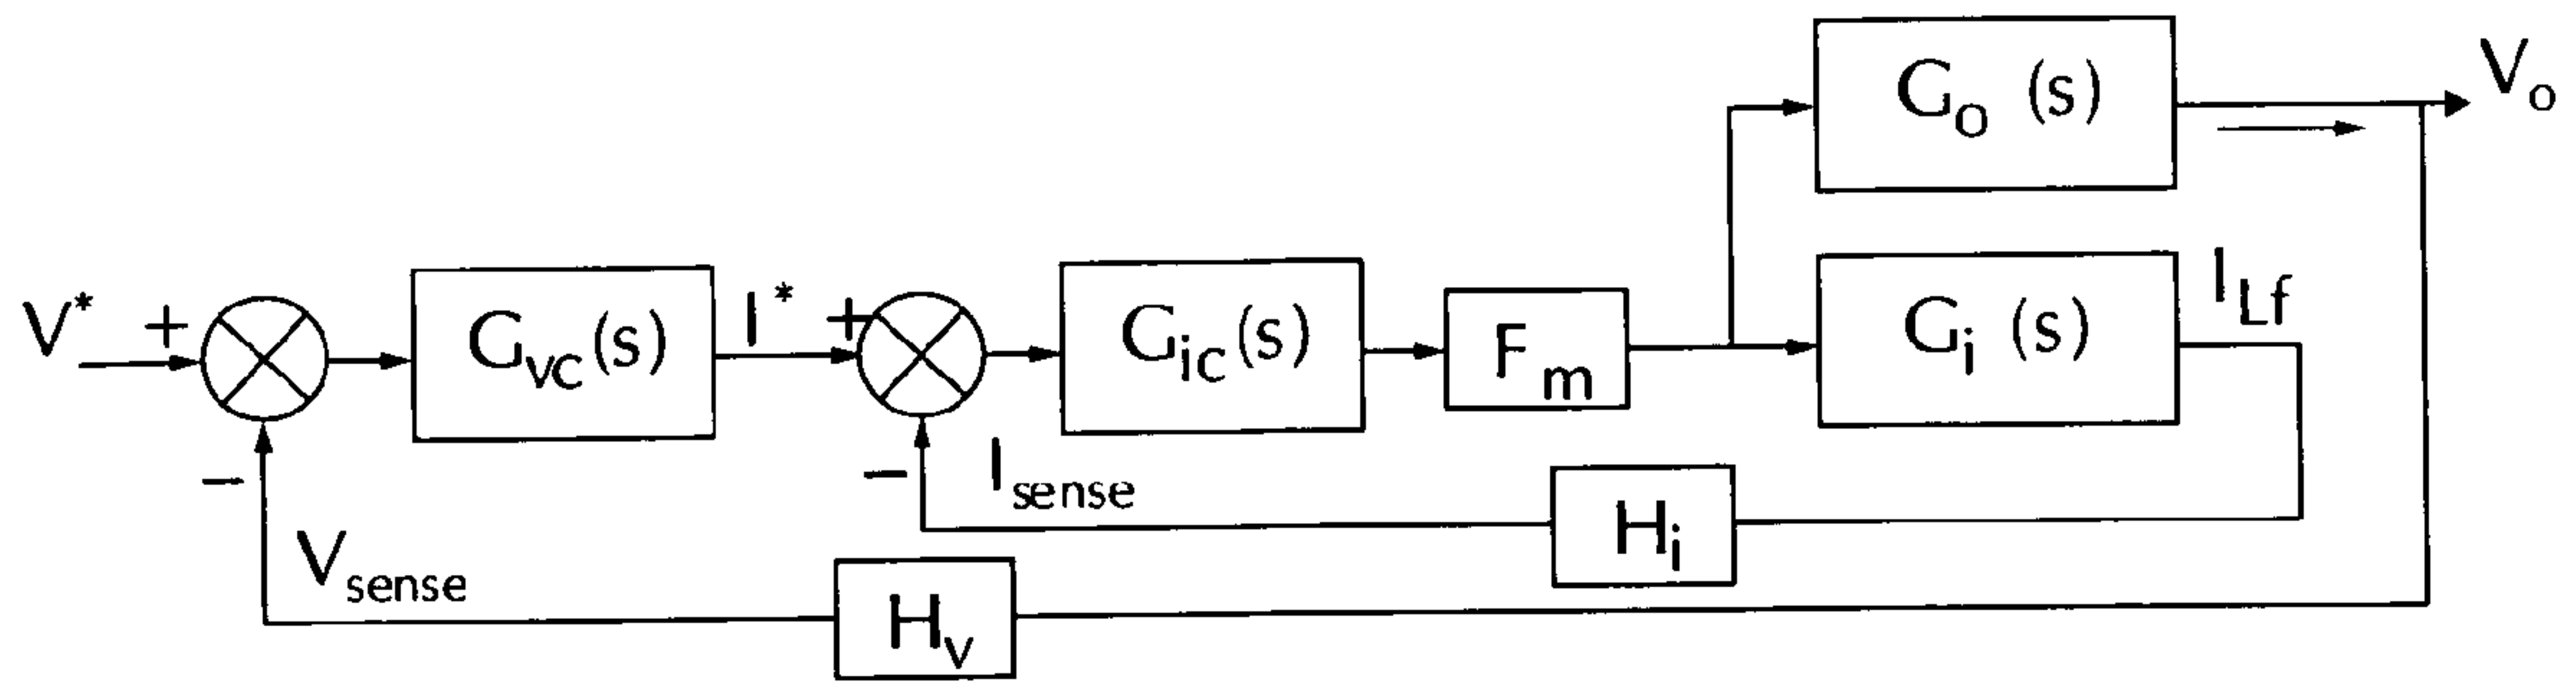 G_o (s)
V_o
V* +
G_vc(s)
I* +
G_ic(s)
F_m
G_i (s)
I_Lf
−
V_sense
−
I_sense
H_i
H_v